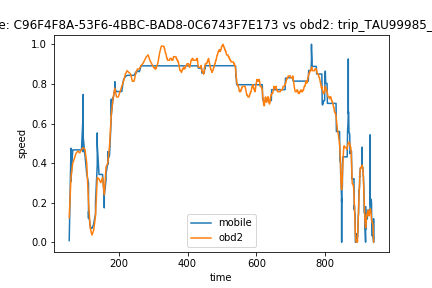 e: C96F4F8A-53F6-4BBC-BAD8-0C6743F7E173 vs obd2: trip_TAU99985_
1.0
0.8
0.6
0.4
0.2
0.0
speed
mobile
obd2
200 400 600 800
time